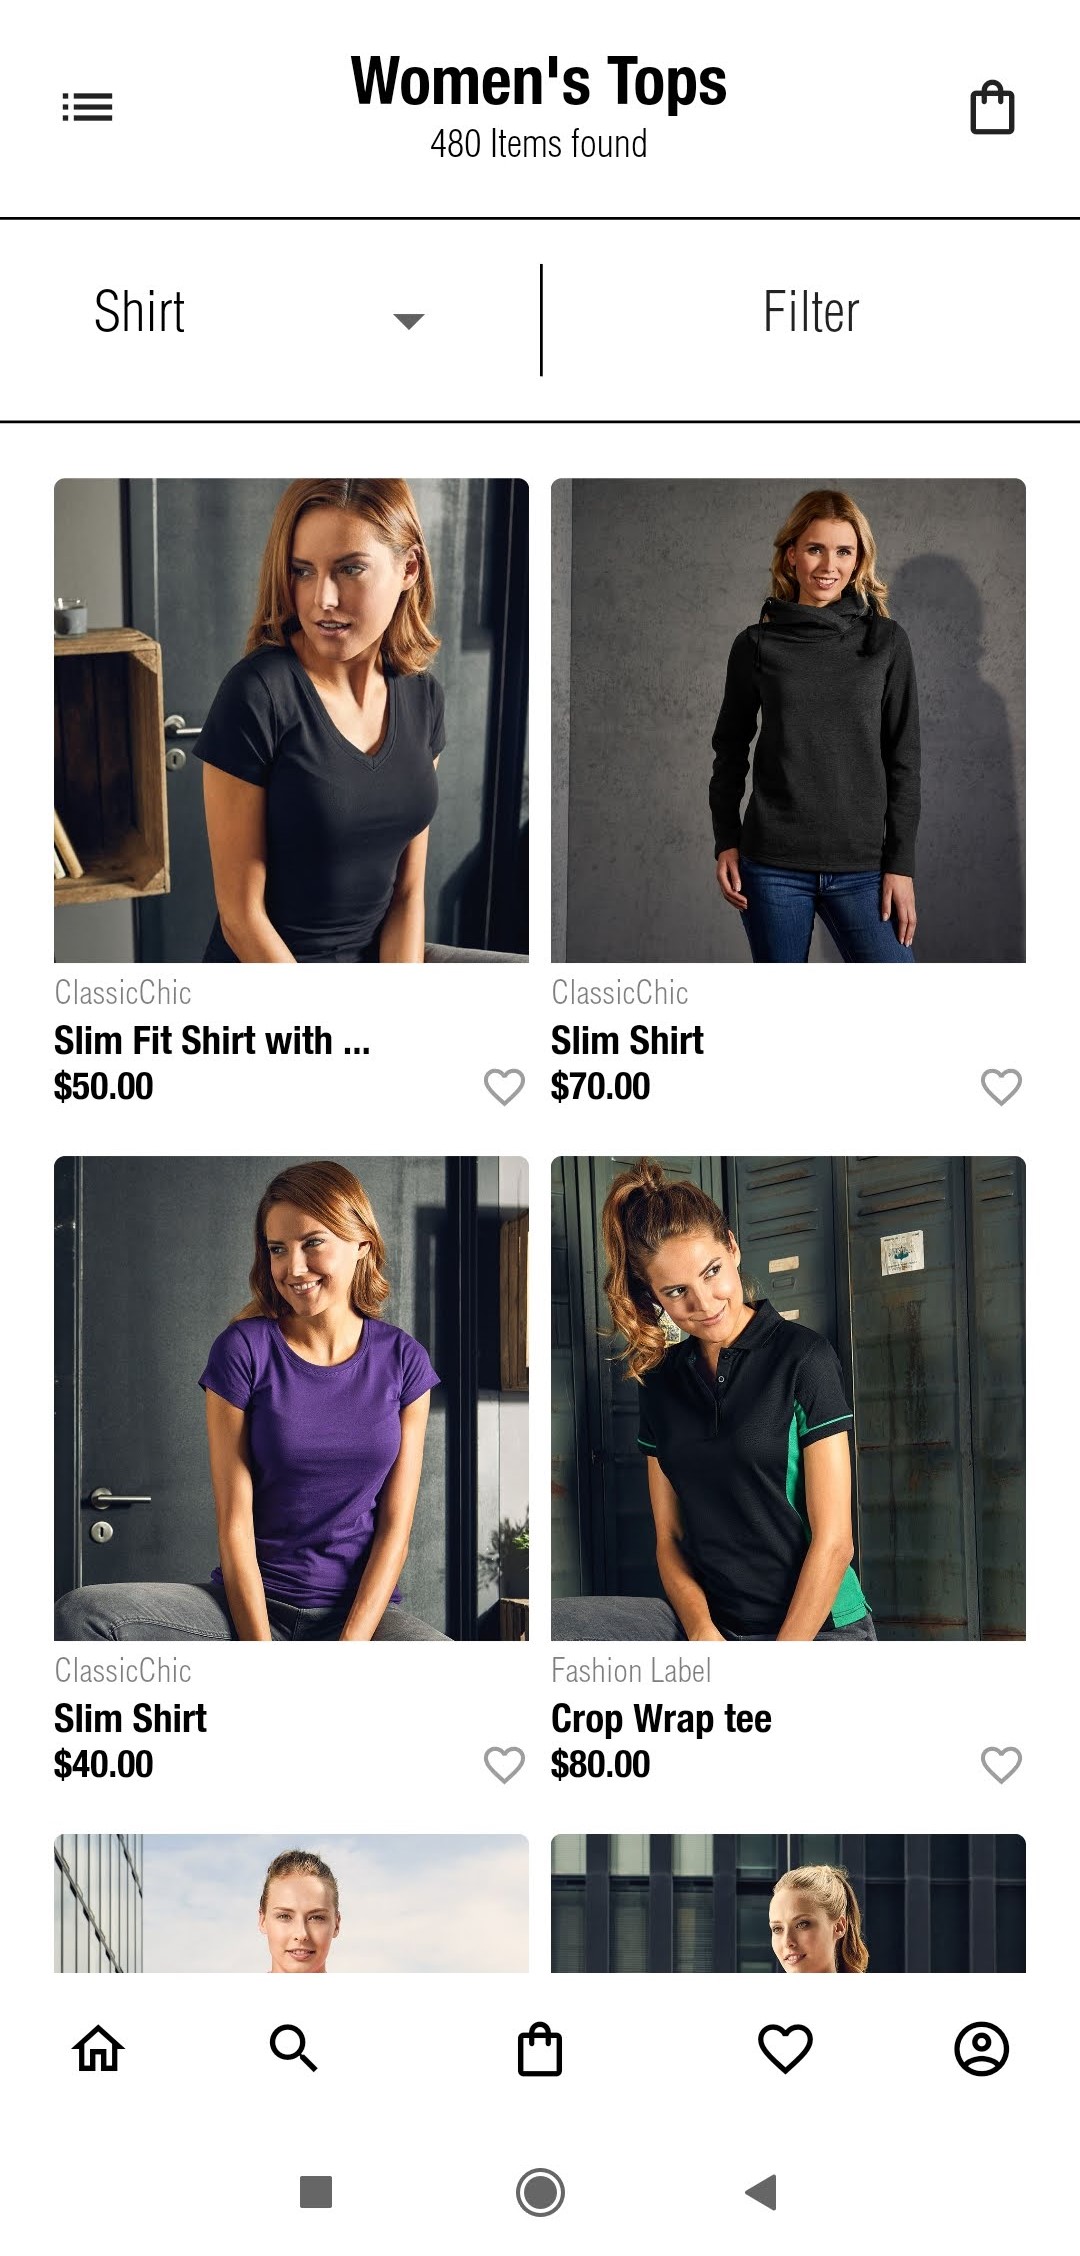 Women's Tops
480 Items found
Shirt
Filter
ClassicChic
Slim Fit Shirt with ...
$50.00
ClassicChic
Slim Shirt
$70.00
ClassicChic
Slim Shirt
$40.00
Fashion Label
Crop Wrap tee
$80.00